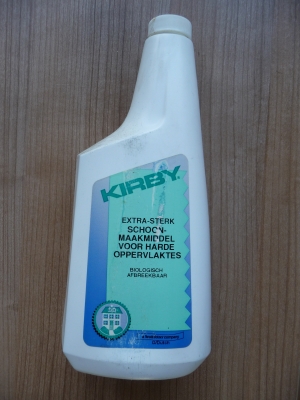 KIRBY
EXTRA-STERK
SCHOON-
MAAKMIDDEL
VOOR HARDE
OPPERVLAKTES
BIOLOGISCH
AFBREEKBAAR